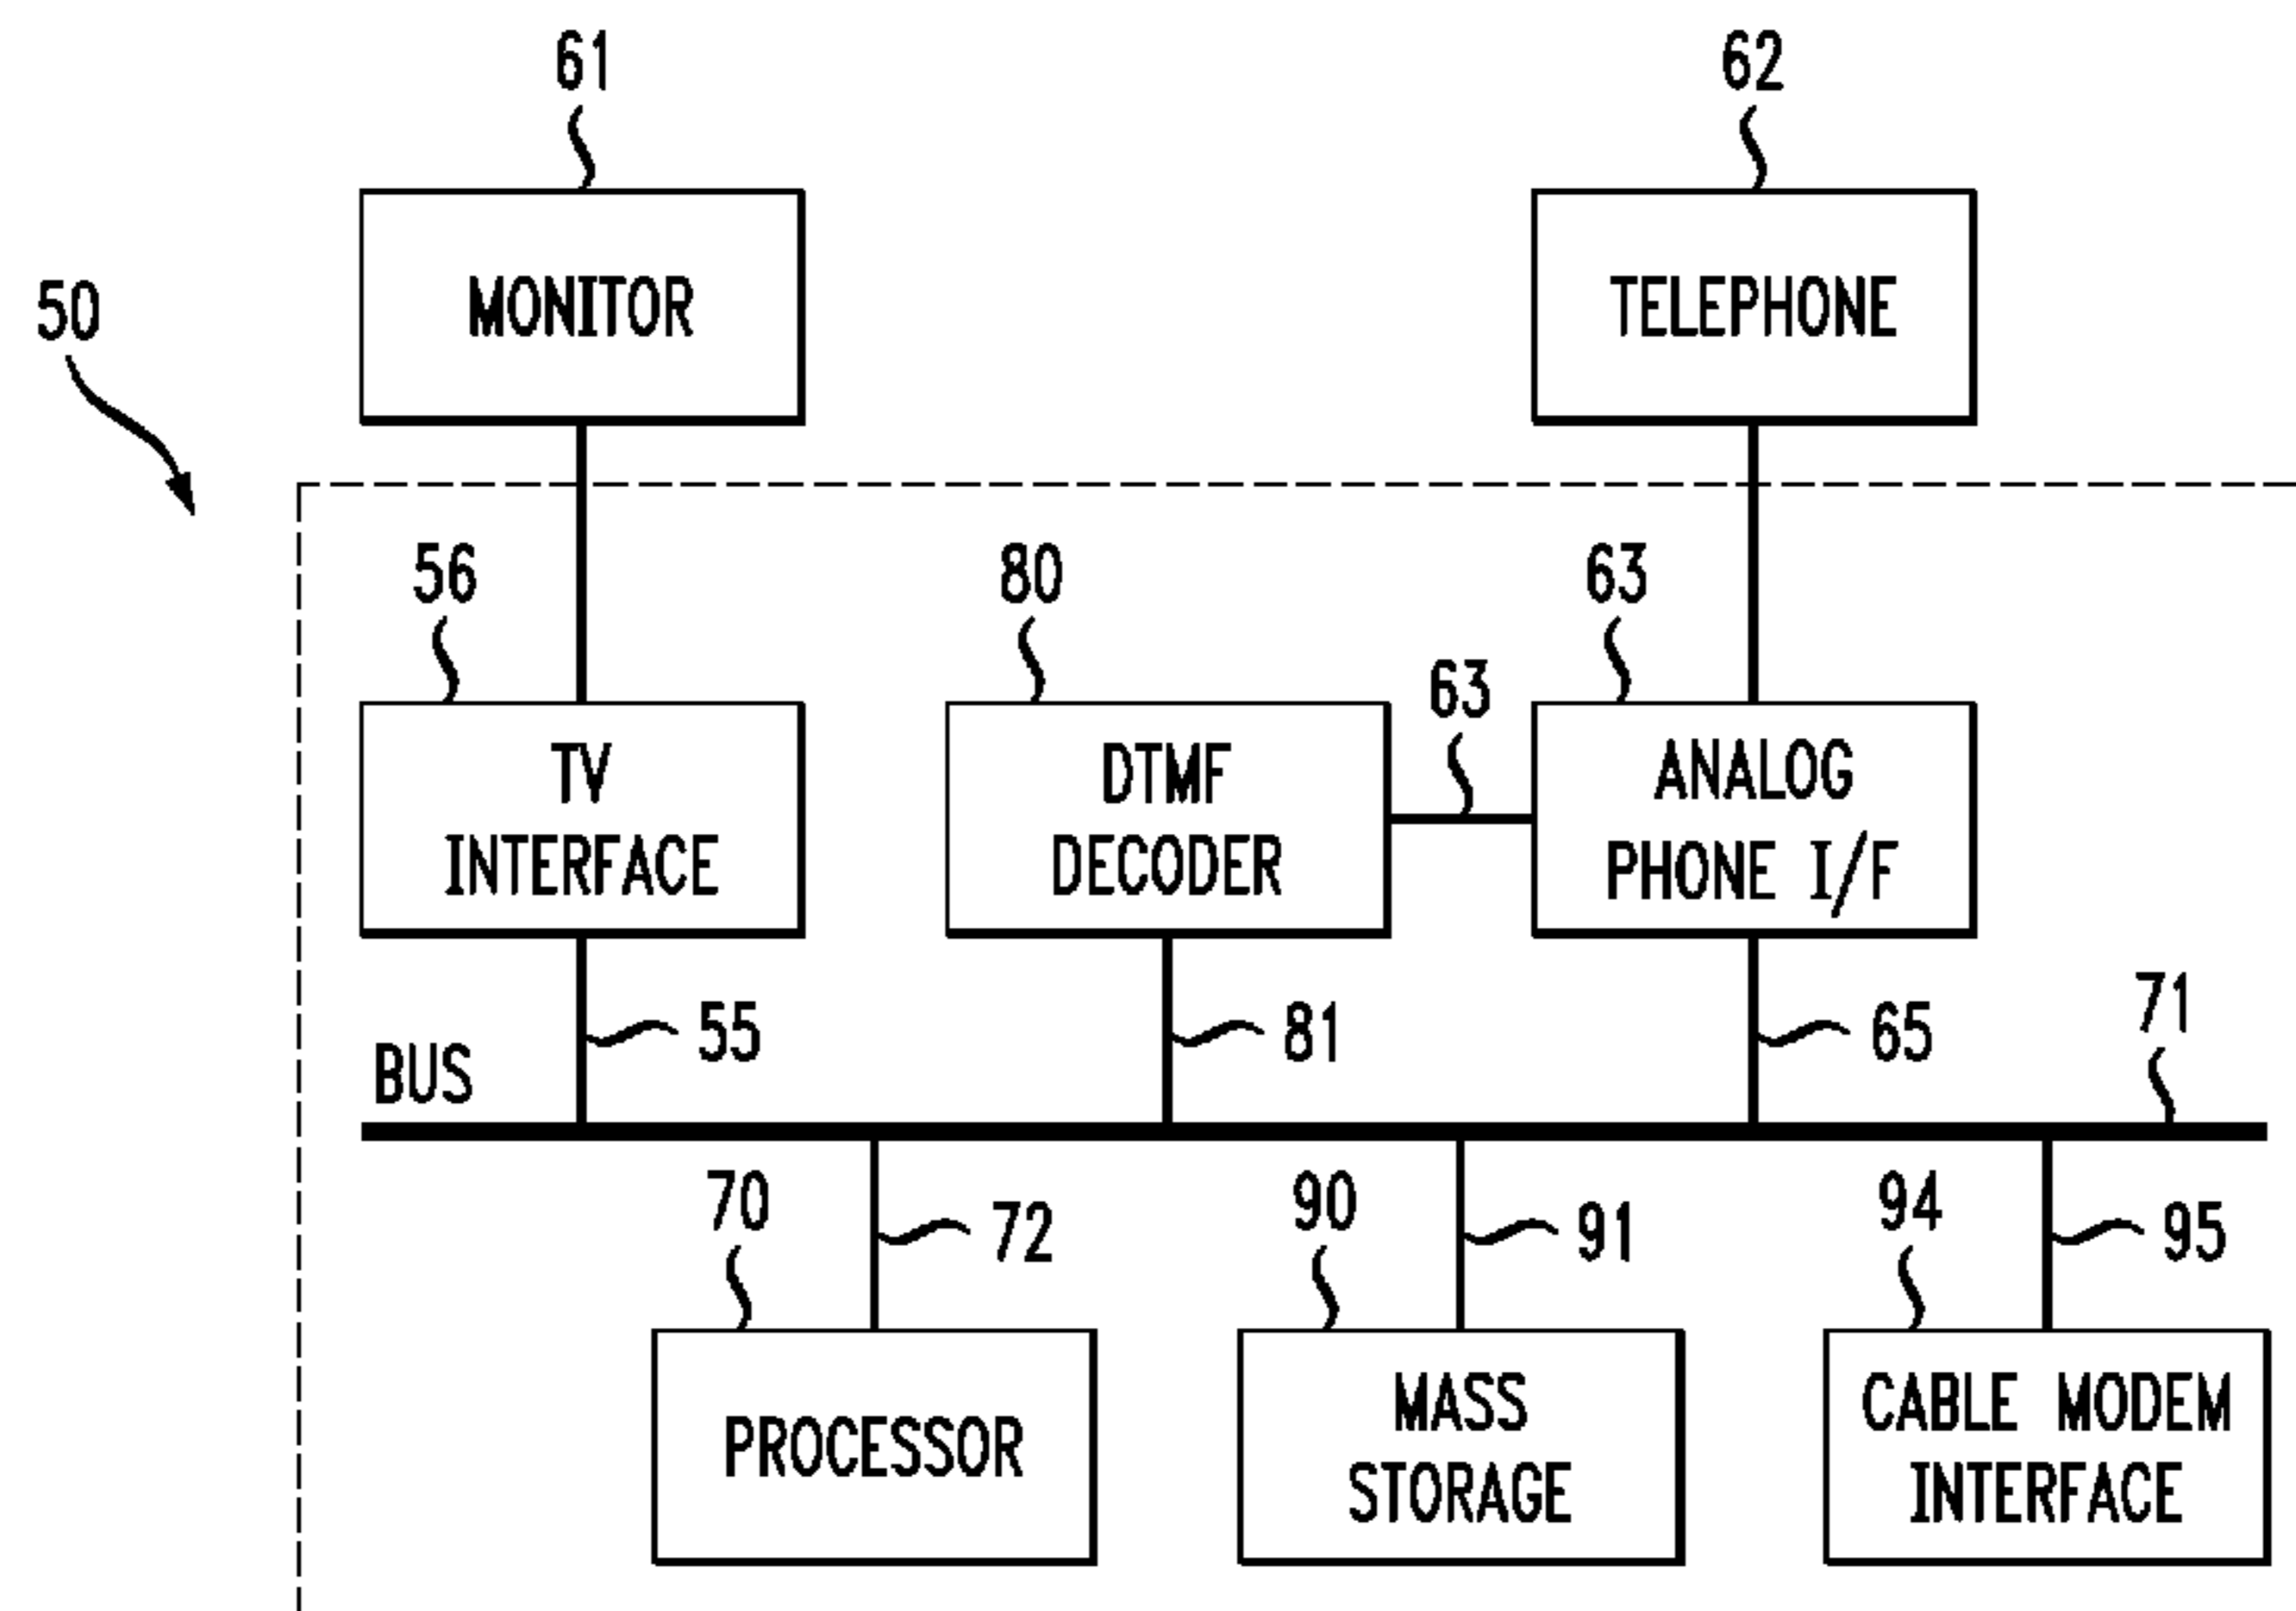 61
62
MONITOR
TELEPHONE
50
56
80
63
63
TV
INTERFACE
DTMF
DECODER
ANALOG
PHONE I/F
55
81
65
71
BUS
70
72
90
91
94
95
PROCESSOR
MASS
STORAGE
CABLE MODEM
INTERFACE